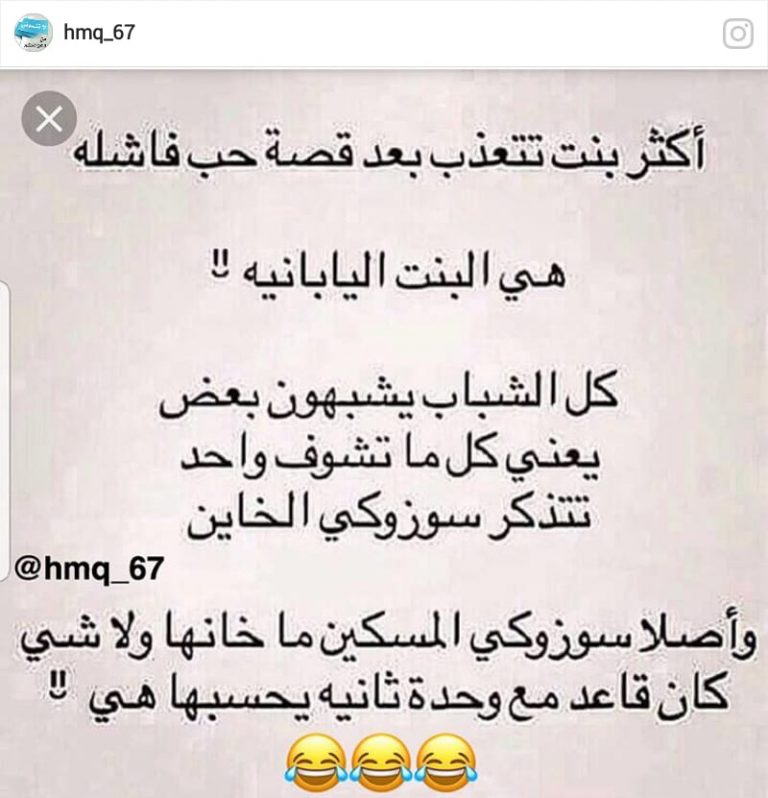 hmq_67
أكثر بنت تتعذب بعد قصة حب فاشله
هي البنت اليابانيه !!
كل الشباب يشبهون بعض
يعني كل ما تشوف واحد
تتذكر سوزوكي الخاين
@hmq_67
وأصلا سوزوكي المسكين ما خانها ولا شي
كان قاعد مع وحدة ثانيه يحسبها هي !!
😂😂😂